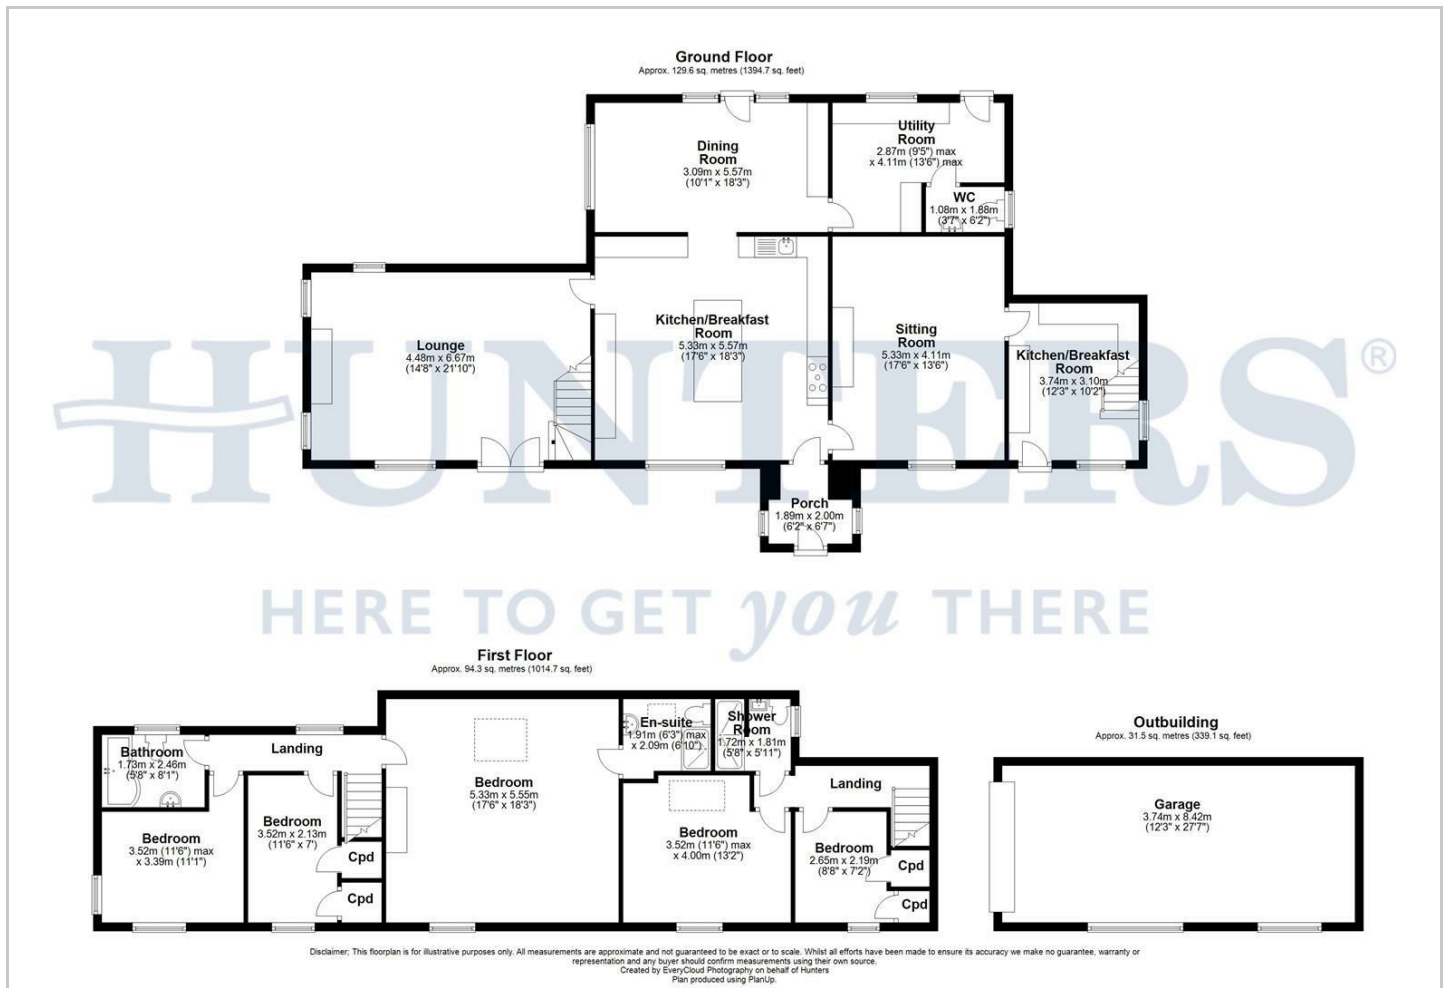 Ground Floor
Approx. 129.6 sq. metres (1394.7 sq. feet)
Dining
Room
3.09m x 5.57m
(10'1" x 18'3")
Utility
Room
2.87m (9'5") max
x 4.11m (13'6") max
WC
1.08m x 1.88m
(3'7" x 6'2")
Lounge
4.48m x 6.67m
(14'8" x 21'10")
Kitchen/Breakfast
Room
5.33m x 5.57m
(17'6" x 18'3")
Sitting
Room
5.33m x 4.11m
(17'6" x 13'6")
Kitchen/Breakfast
Room
3.74m x 3.10m
(12'3" x 10'2")
HUNTERS®
Porch
1.89m x 2.00m
(6'2" x 6'7")
HERE TO GET you THERE
First Floor
Approx. 94.3 sq. metres (1014.7 sq. feet)
Bathroom
1.73m x 2.46m
(5'8" x 8'1")
Landing
Bedroom
3.52m (11'6") max
x 3.39m (11'1")
Bedroom
3.52m x 2.13m
(11'6" x 7')
Cpd
Cpd
Bedroom
5.33m x 5.55m
(17'6" x 18'3")
En-suite
1.91m (6'3") max
x 2.09m (6'10")
Shower
Room
1.72m x 1.81m
(5'8" x 5'11")
Landing
Bedroom
3.52m (11'6") max
x 4.00m (13'2")
Bedroom
2.65m x 2.19m
(8'8" x 7'2")
Cpd
Cpd
Outbuilding
Approx. 31.5 sq. metres (339.1 sq. feet)
Garage
3.74m x 8.42m
(12'3" x 27'7")
Disclaimer; This floorplan is for illustrative purposes only. All measurements are approximate and not guaranteed to be exact or to scale. Whilst all efforts have been made to ensure its accuracy we make no guarantee, warranty or
representation and any buyer should confirm measurements using their own source.
Created by EveryCloud Photography on behalf of Hunters
Plan produced using PlanUp.